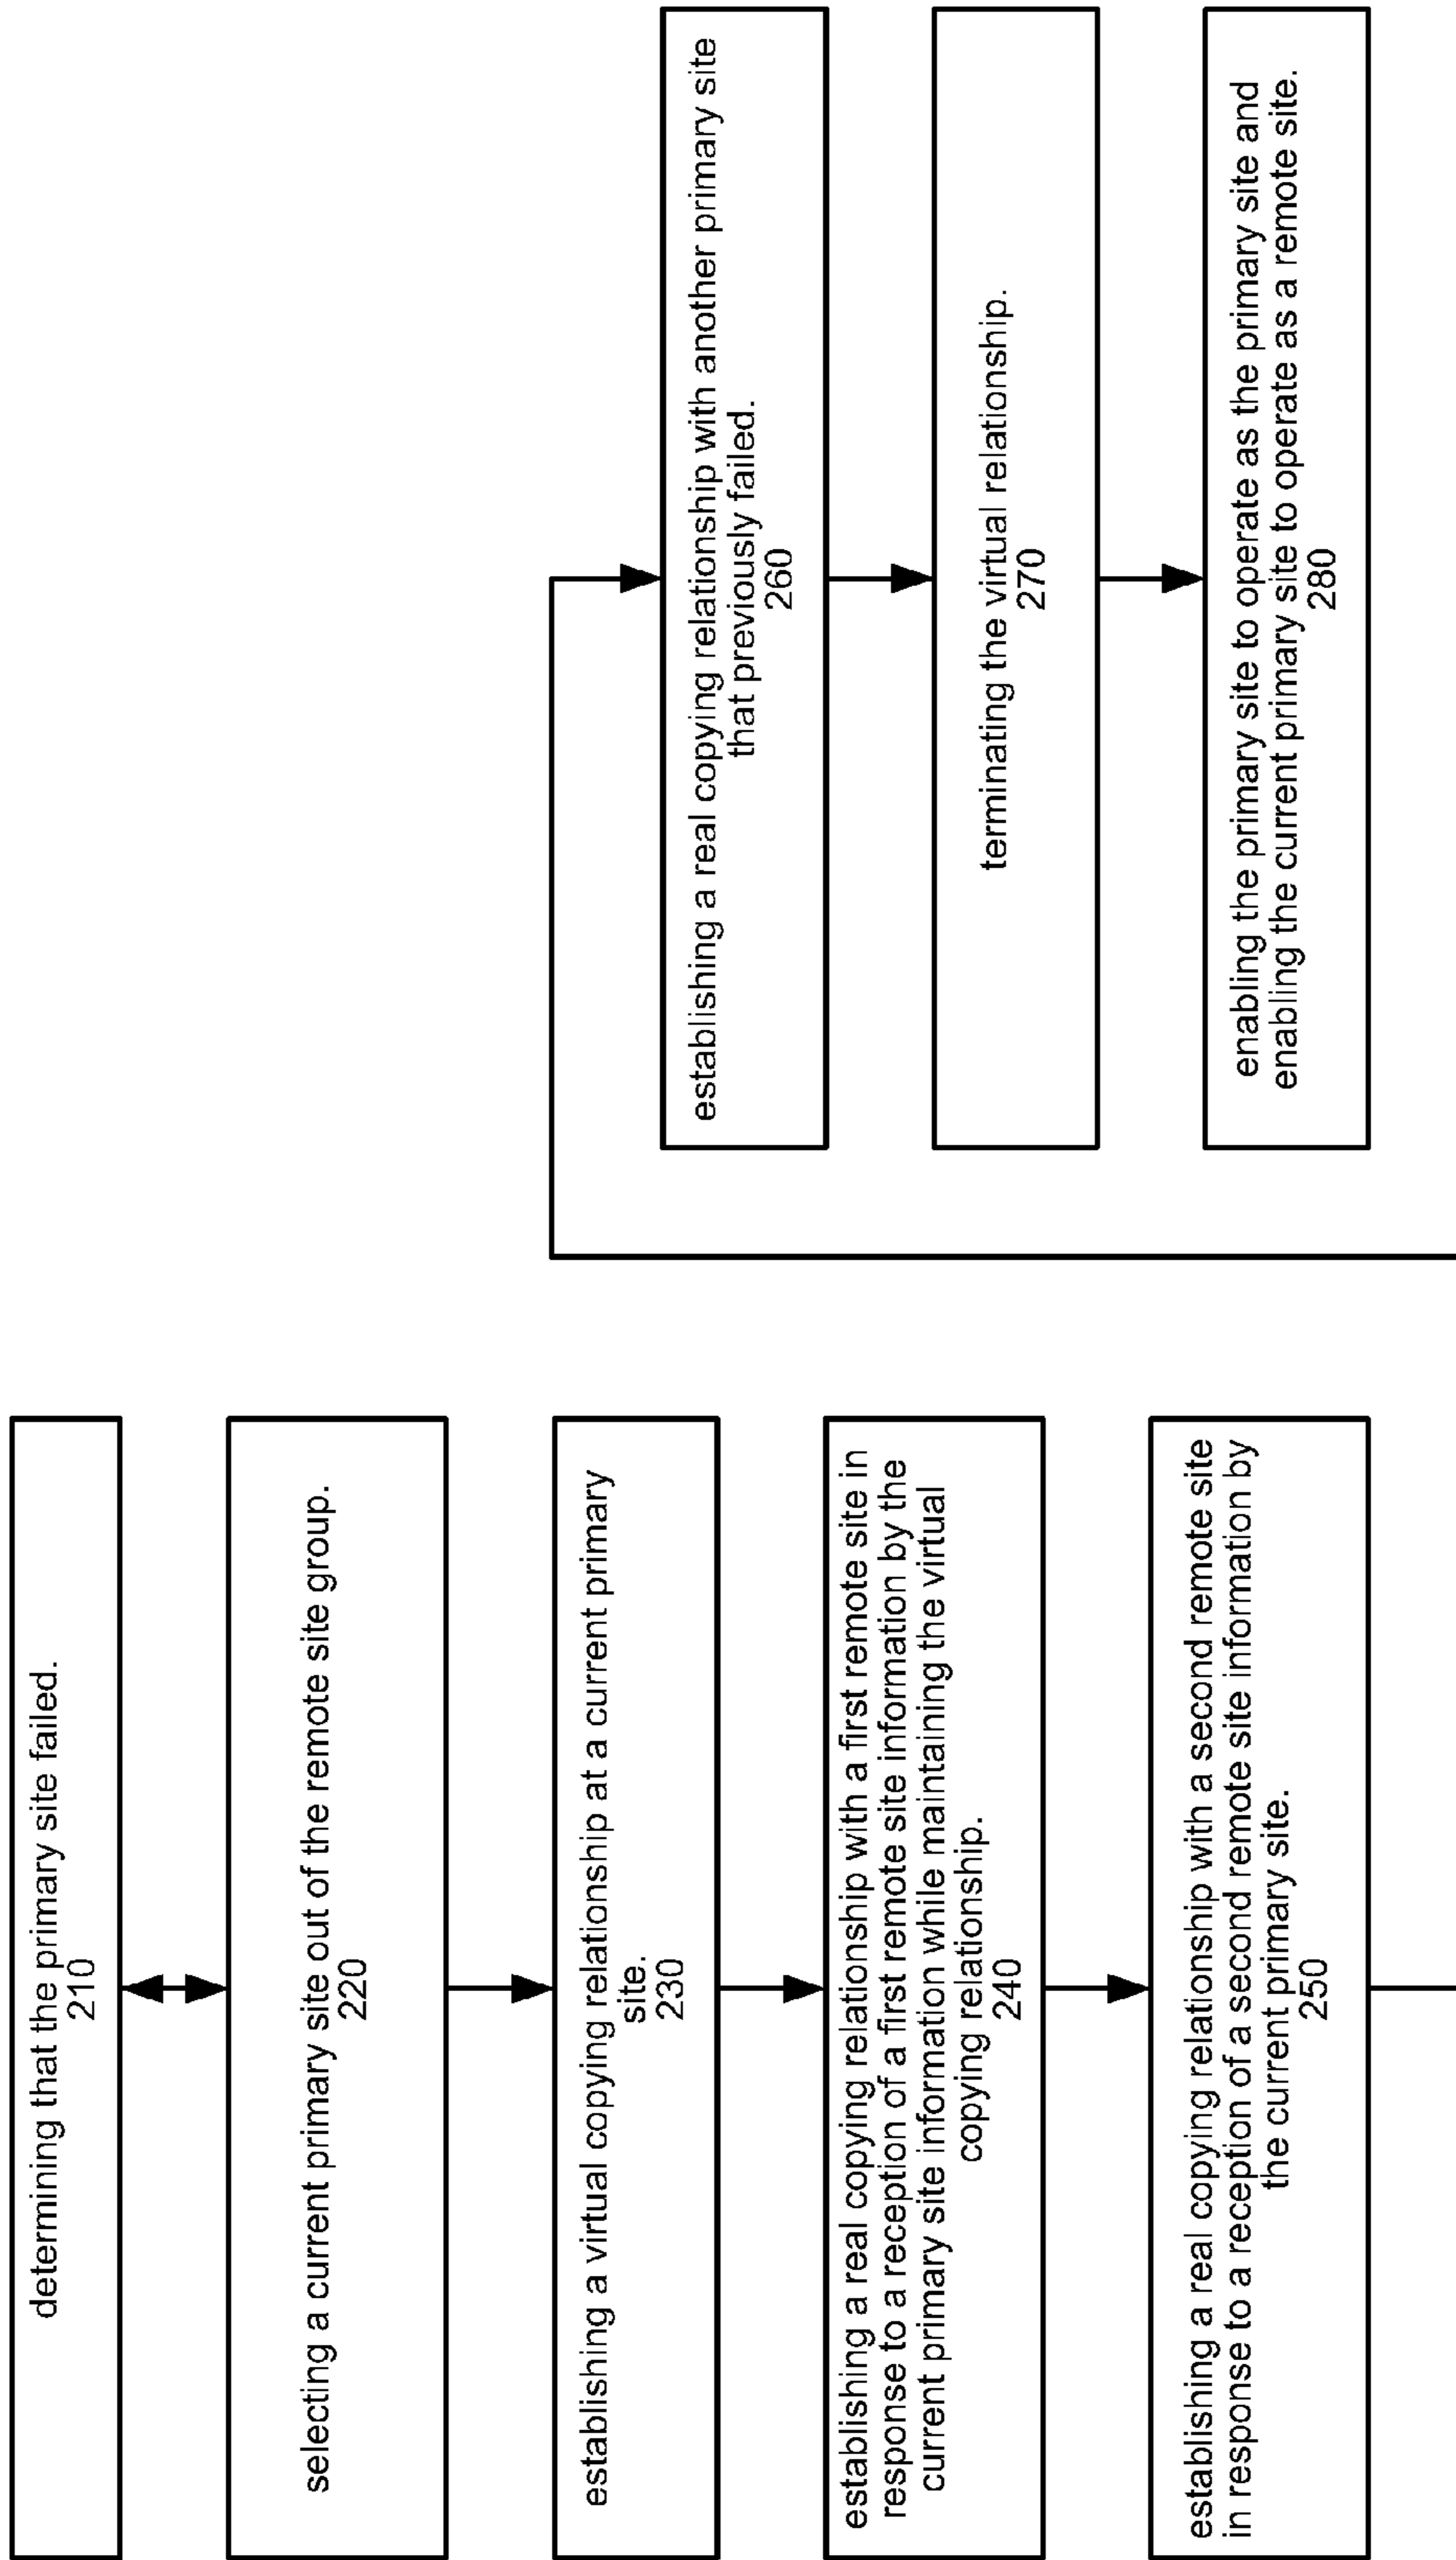 determining that the primary site failed.
210
selecting a current primary site out of the remote site group.
220
establishing a virtual copying relationship at a current primary
site.
230
establishing a real copying relationship with a first remote site in
response to a reception of a first remote site information by the
current primary site information while maintaining the virtual
copying relationship.
240
establishing a real copying relationship with a second remote site
in response to a reception of a second remote site information by
the current primary site.
250
establishing a real copying relationship with another primary site
that previously failed.
260
terminating the virtual relationship.
270
enabling the primary site to operate as the primary site and
enabling the current primary site to operate as a remote site.
280